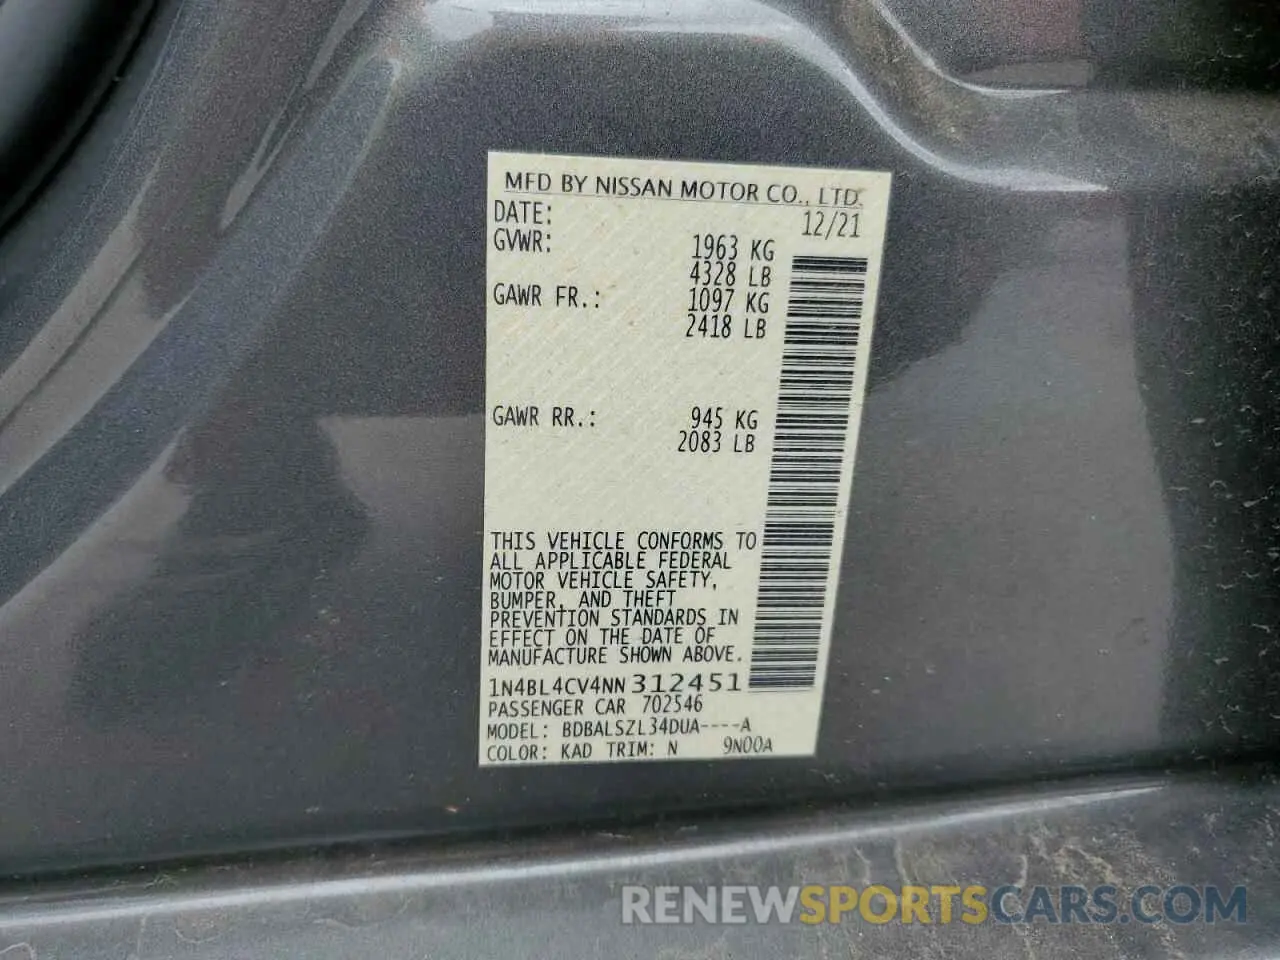 MFD BY NISSAN MOTOR CO., LTD.
DATE: 12/21
GVWR: 1963 KG
4328 LB
GAWR FR.: 1097 KG
2418 LB
GAWR RR.: 945 KG
2083 LB
THIS VEHICLE CONFORMS TO
ALL APPLICABLE FEDERAL
MOTOR VEHICLE SAFETY,
BUMPER, AND THEFT
PREVENTION STANDARDS IN
EFFECT ON THE DATE OF
MANUFACTURE SHOWN ABOVE.
1N4BL4CV4NN312451
PASSENGER CAR 702546
MODEL: BDBALSZL34DUA----A
COLOR: KAD TRIM: N 9N00A
RENEWSPORTSCARS.COM